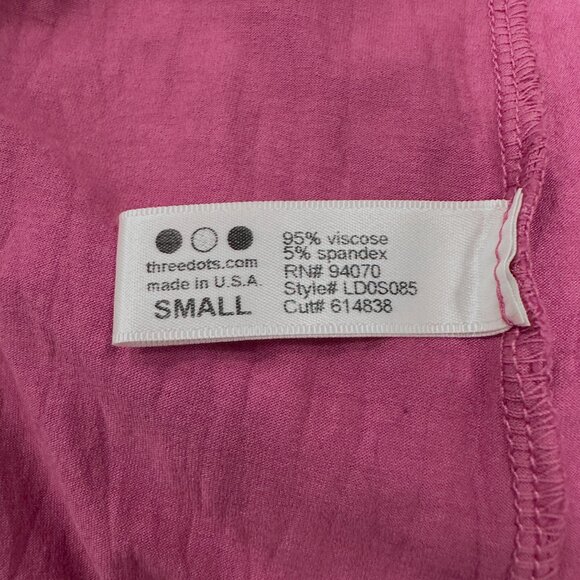 threedots.com
made in U.S.A.
SMALL
95% viscose
5% spandex
RN# 94070
Style# LD0S085
Cut# 614838